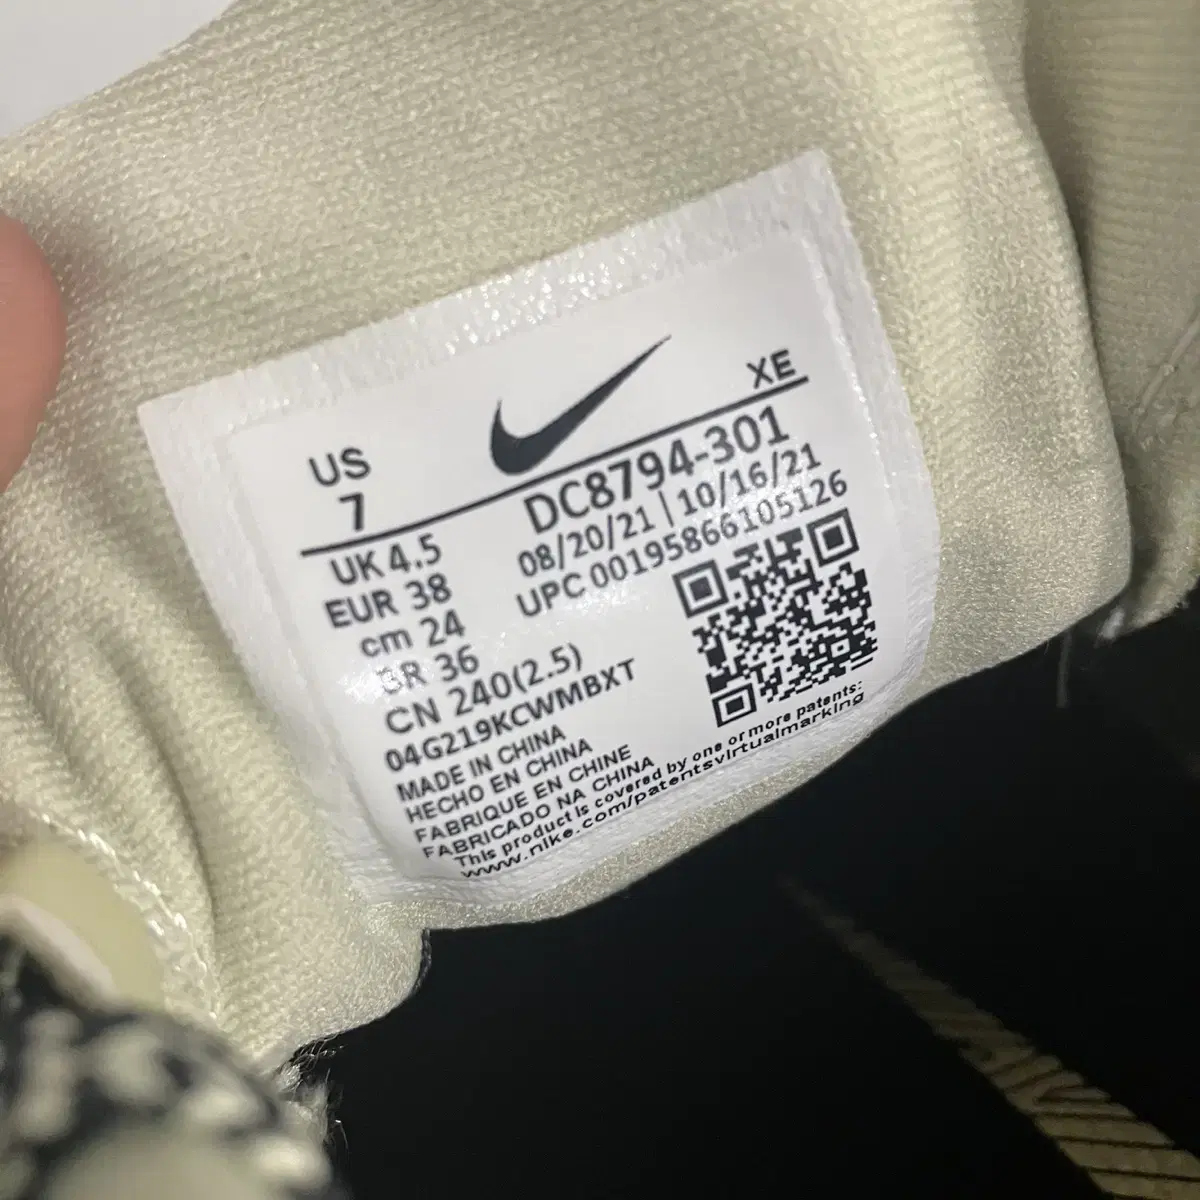 US
7
XE
UK 4.5
EUR 38
cm 24
BR 36
CN 240(2.5)
04G219KCWMBXT
DC8794-301
08/20/21 | 10/16/21
UPC 00195866105126
MADE IN CHINA
HECHO EN CHINA
FABRIQUE EN CHINE
FABRICADO NA CHINA
This product is covered by one or more patents:
www.nike.com/patentsvirtualmarking